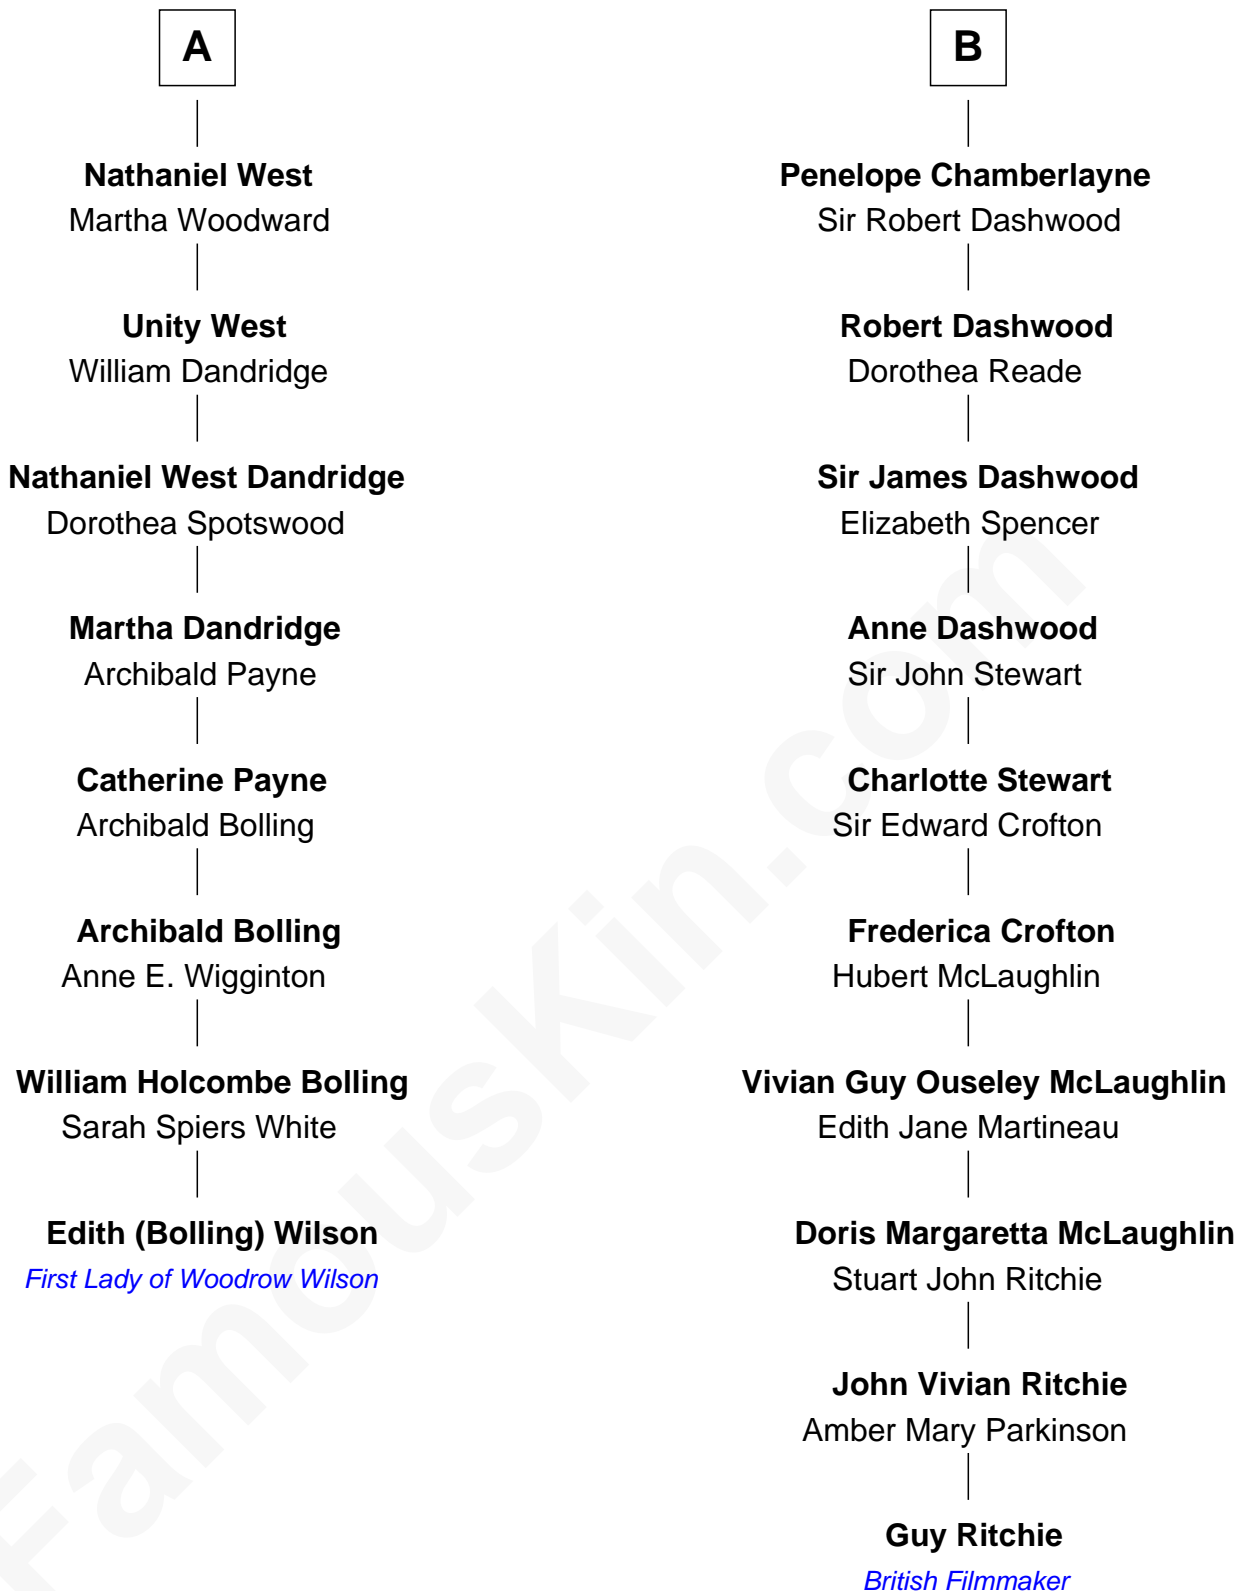 A
Nathaniel West
Martha Woodward
Unity West
William Dandridge
Nathaniel West Dandridge
Dorothea Spotswood
Martha Dandridge
Archibald Payne
Catherine Payne
Archibald Bolling
Archibald Bolling
Anne E. Wigginton
William Holcombe Bolling
Sarah Spiers White
Edith (Bolling) Wilson
First Lady of Woodrow Wilson
B
Penelope Chamberlayne
Sir Robert Dashwood
Robert Dashwood
Dorothea Reade
Sir James Dashwood
Elizabeth Spencer
Anne Dashwood
Sir John Stewart
Charlotte Stewart
Sir Edward Crofton
Frederica Crofton
Hubert McLaughlin
Vivian Guy Ouseley McLaughlin
Edith Jane Martineau
Doris Margaretta McLaughlin
Stuart John Ritchie
John Vivian Ritchie
Amber Mary Parkinson
Guy Ritchie
British Filmmaker
FamousKin.com